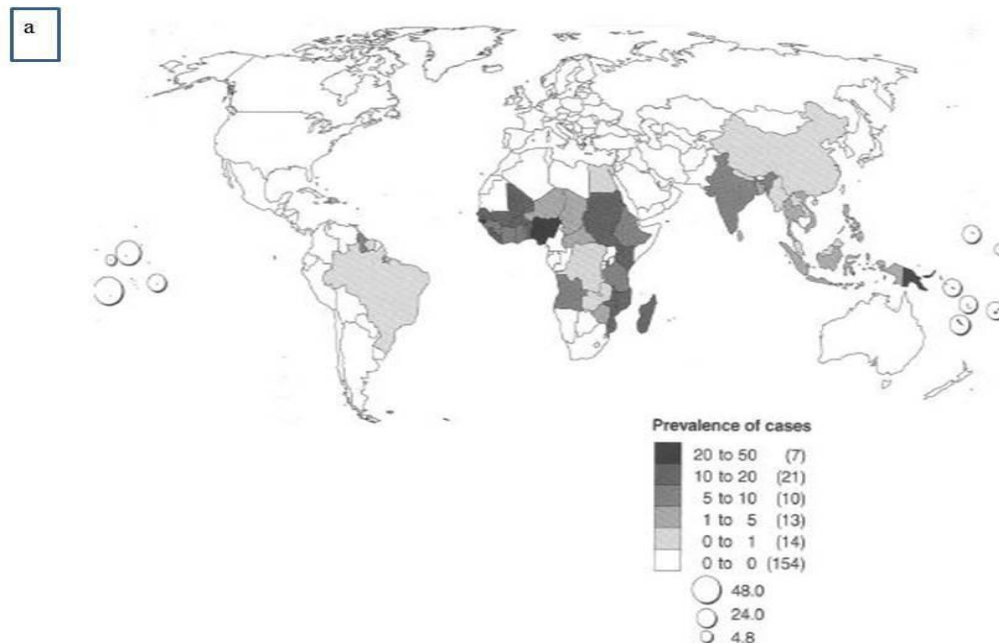 a
Prevalence of cases
20 to 50 (7)
10 to 20 (21)
5 to 10 (10)
1 to 5 (13)
0 to 1 (14)
0 to 0 (154)
48.0
24.0
4.8